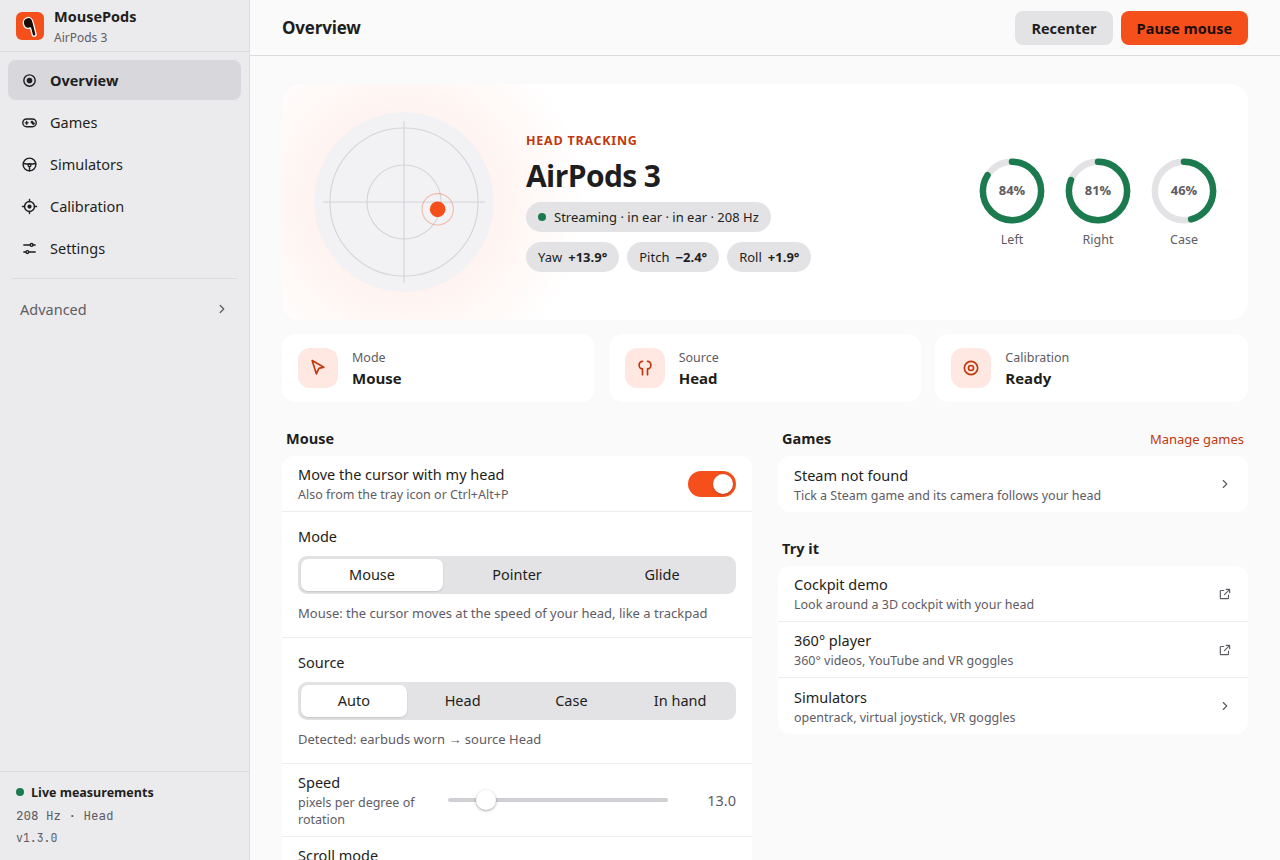 MousePods
AirPods 3
Overview
Games
Simulators
Calibration
Settings
Advanced
Live measurements
208 Hz · Head
v1.3.0
Overview
Recenter
Pause mouse
HEAD TRACKING
AirPods 3
Streaming · in ear · in ear · 208 Hz
Yaw +13.9°
Pitch −2.4°
Roll +1.9°
84%
81%
46%
Left
Right
Case
Mode
Mouse
Source
Head
Calibration
Ready
Mouse
Move the cursor with my head
Also from the tray icon or Ctrl+Alt+P
Mode
Mouse
Pointer
Glide
Mouse: the cursor moves at the speed of your head, like a trackpad
Source
Auto
Head
Case
In hand
Detected: earbuds worn → source Head
Speed
pixels per degree of
rotation
13.0
Scroll mode
Games
Manage games
Steam not found
Tick a Steam game and its camera follows your head
Try it
Cockpit demo
Look around a 3D cockpit with your head
360° player
360° videos, YouTube and VR goggles
Simulators
opentrack, virtual joystick, VR goggles